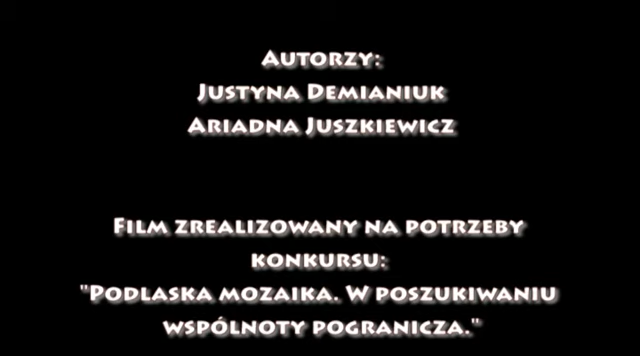 Autorzy:
Justyna Demianiuk
Ariadna Juszkiewicz
Film zrealizowany na potrzeby
konkursu:
"Podlaska mozaika. W poszukiwaniu
wspólnoty pogranicza."